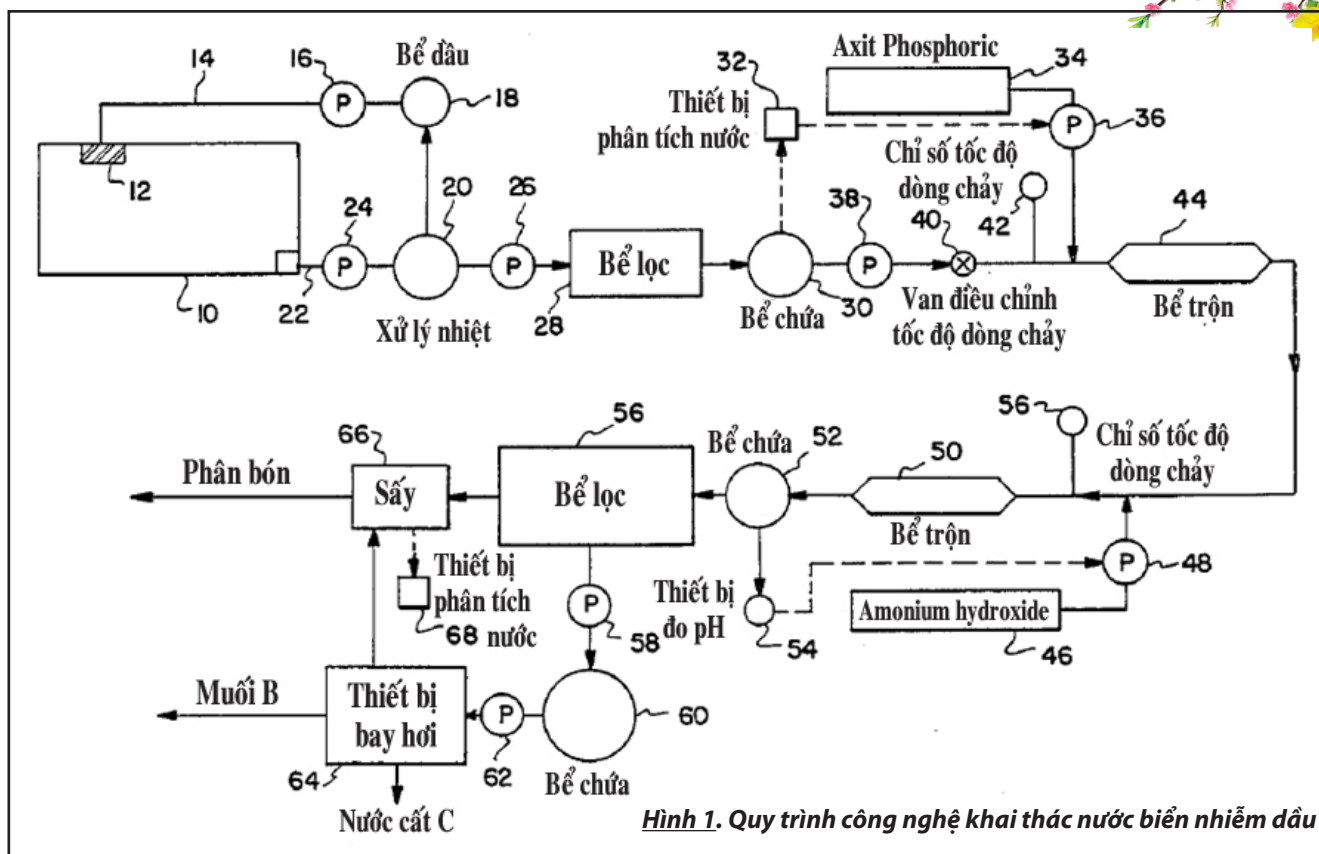 14
16
Bể dầu
18
12
10
22
24
P
P
20
Xử lý nhiệt
26
P
Bể lọc
28
32
Thiết bị
phân tích nước
Axit Phosphoric
34
P
36
Chỉ số tốc độ
dòng chảy
42
Bể chứa
30
38
P
40
Van điều chỉnh
tốc độ dòng chảy
44
Bể trộn
56
Chỉ số tốc độ
dòng chảy
P
48
Amonium hydroxide
46
50
Bể trộn
Bể chứa
52
Thiết bị
đo pH
54
56
Bể lọc
P
58
60
Bể chứa
66
Sấy
Phân bón
Thiết bị
phân tích
68 nước
P
62
Thiết bị
bay hơi
64
Muối B
Nước cất C
Hình 1. Quy trình công nghệ khai thác nước biển nhiễm dầu